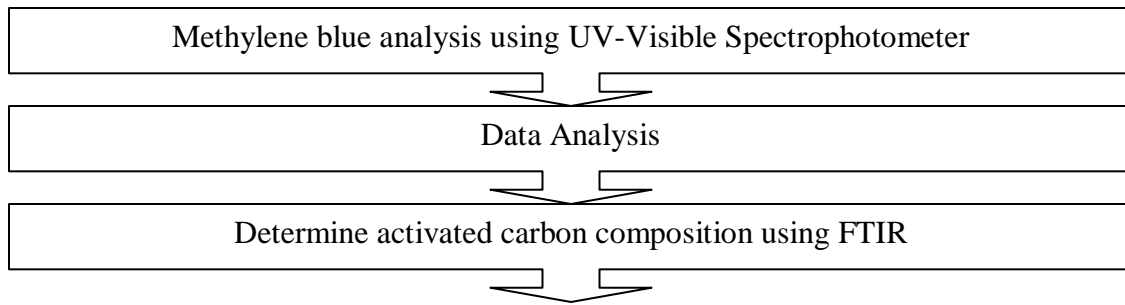 Methylene blue analysis using UV-Visible Spectrophotometer
Data Analysis
Determine activated carbon composition using FTIR